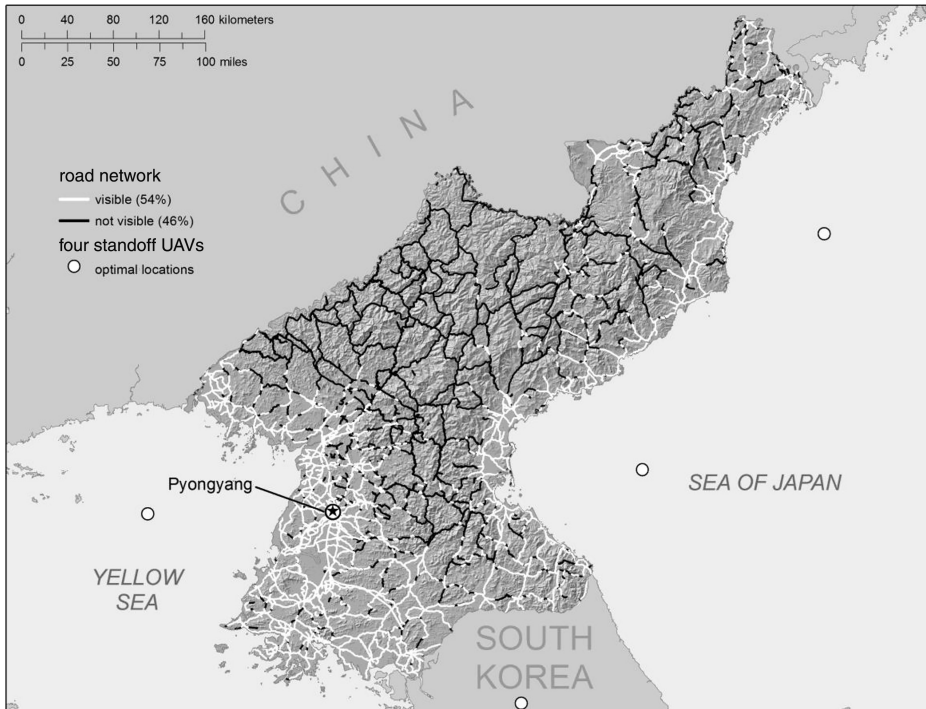 0 40 80 120 160 kilometers
0 25 50 75 100 miles
CHINA
road network
visible (54%)
not visible (46%)
four standoff UAVs
optimal locations
Pyongyang
SEA OF JAPAN
YELLOW
SEA
SOUTH
KOREA